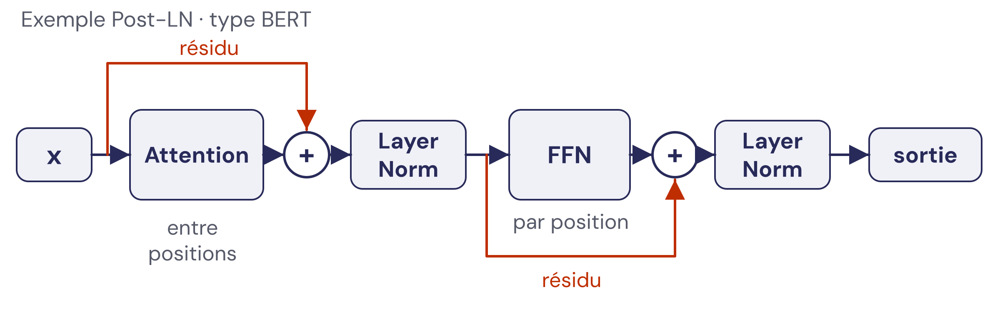 Exemple Post-LN · type BERT
résidu
x
Attention
+
Layer
Norm
FFN
+
Layer
Norm
sortie
entre
positions
par position
résidu